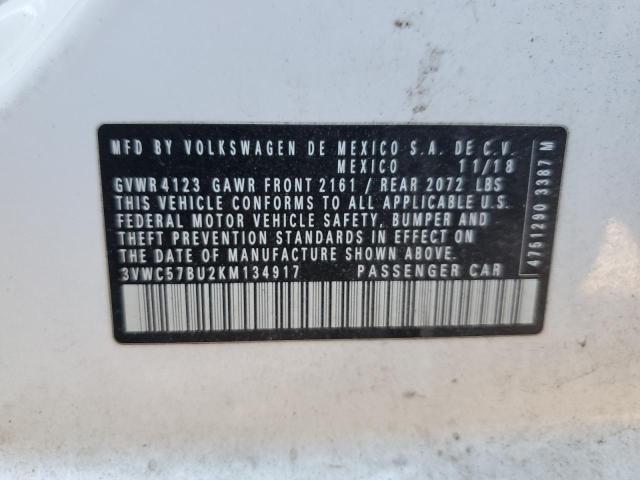 MFD BY VOLKSWAGEN DE MEXICO S.A. DE C.V.
MEXICO 11/18
GVWR 4123 GAWR FRONT 2161 / REAR 2072 LBS
THIS VEHICLE CONFORMS TO ALL APPLICABLE U.S.
FEDERAL MOTOR VEHICLE SAFETY, BUMPER AND
THEFT PREVENTION STANDARDS IN EFFECT ON
THE DATE OF MANUFACTURE SHOWN ABOVE.
3VWC57BU2KM134917 PASSENGER CAR
4751290 3387 M